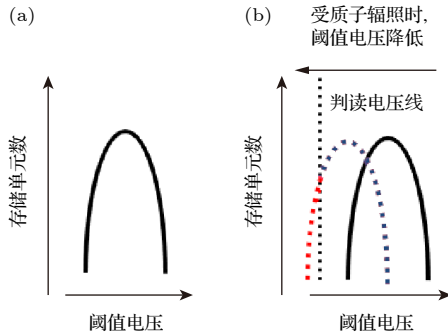 (a)
存储单元数
阈值电压
(b)
受质子辐照时,
阈值电压降低
判读电压线
存储单元数
阈值电压